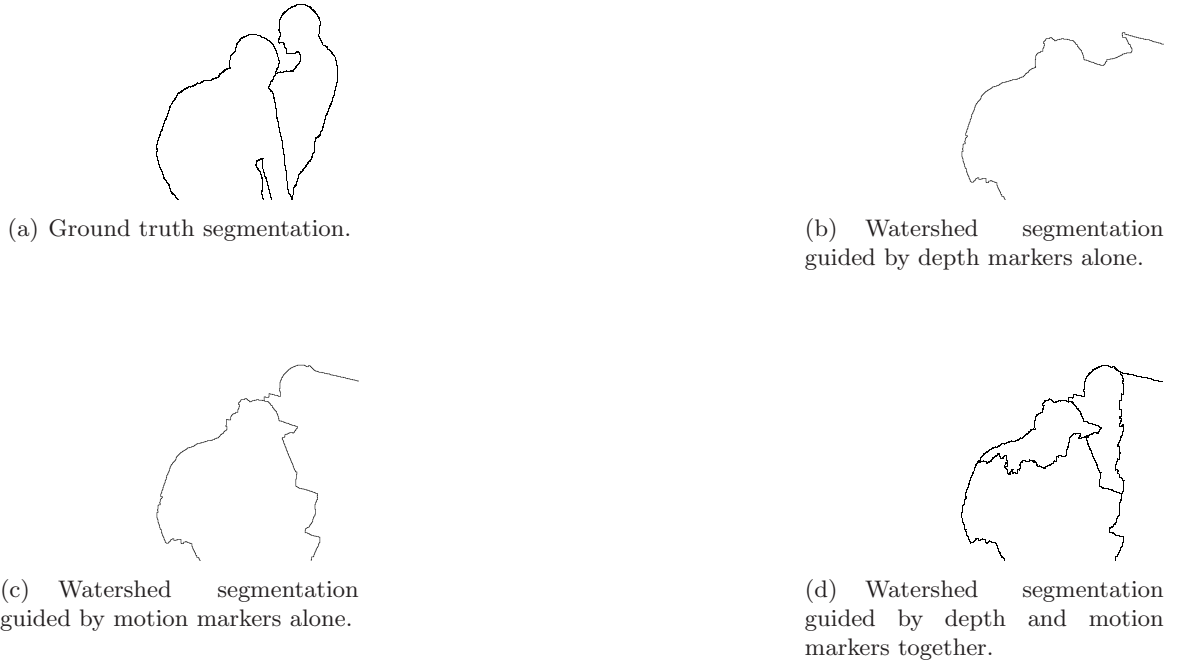 (a) Ground truth segmentation.
(b) Watershed segmentation
guided by depth markers alone.
(c) Watershed segmentation
guided by motion markers alone.
(d) Watershed segmentation
guided by depth and motion
markers together.